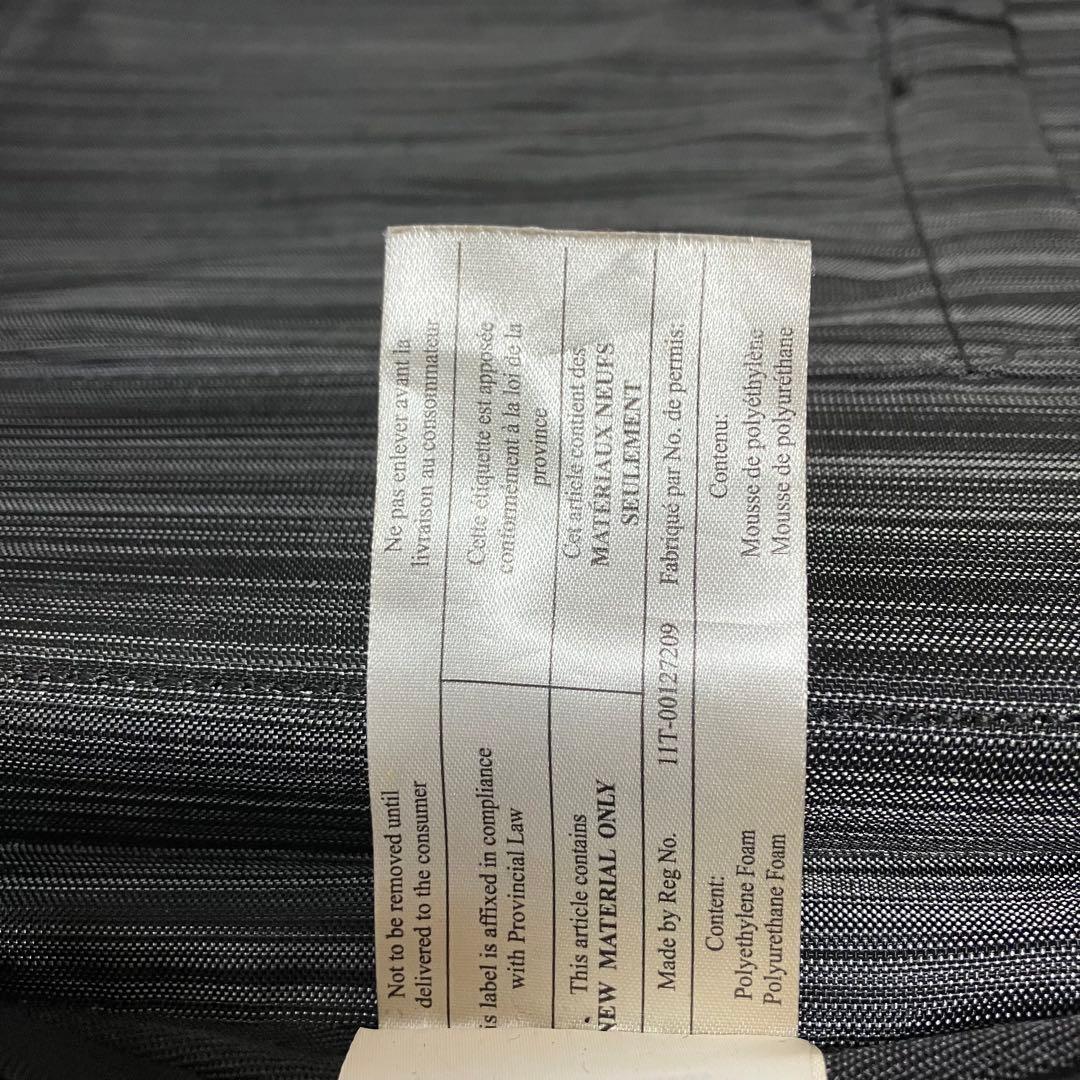 Not to be removed until
delivered to the consumer
Ne pas enlever avant la
livraison au consommateur
is label is affixed in compliance
with Provincial Law
Cette étiquette est apposée
conformement à la loi de la
province
This article contains
NEW MATERIAL ONLY
Cet article contient des
MATERIAUX NEUFS
SEULEMENT
Made by Reg No. 11T-00127209 Fabriqué par No. de permis:
Content:
Polyethylene Foam
Polyurethane Foam
Contenu:
Mousse de polyéthylène
Mousse de polyuréthane